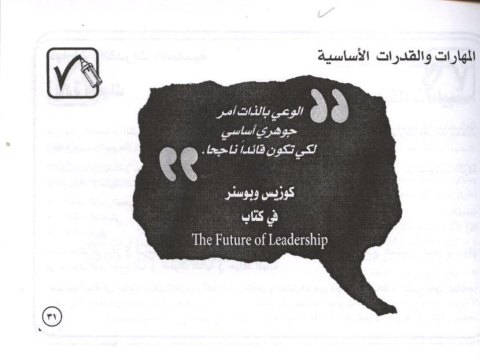 المهارات والقدرات الأساسية
الوعي بالذات أمر
جوهري أساسي
لكي تكون قائداً ناجحا.
كوزيس وبوسنر
في كتاب
The Future of Leadership
٣١